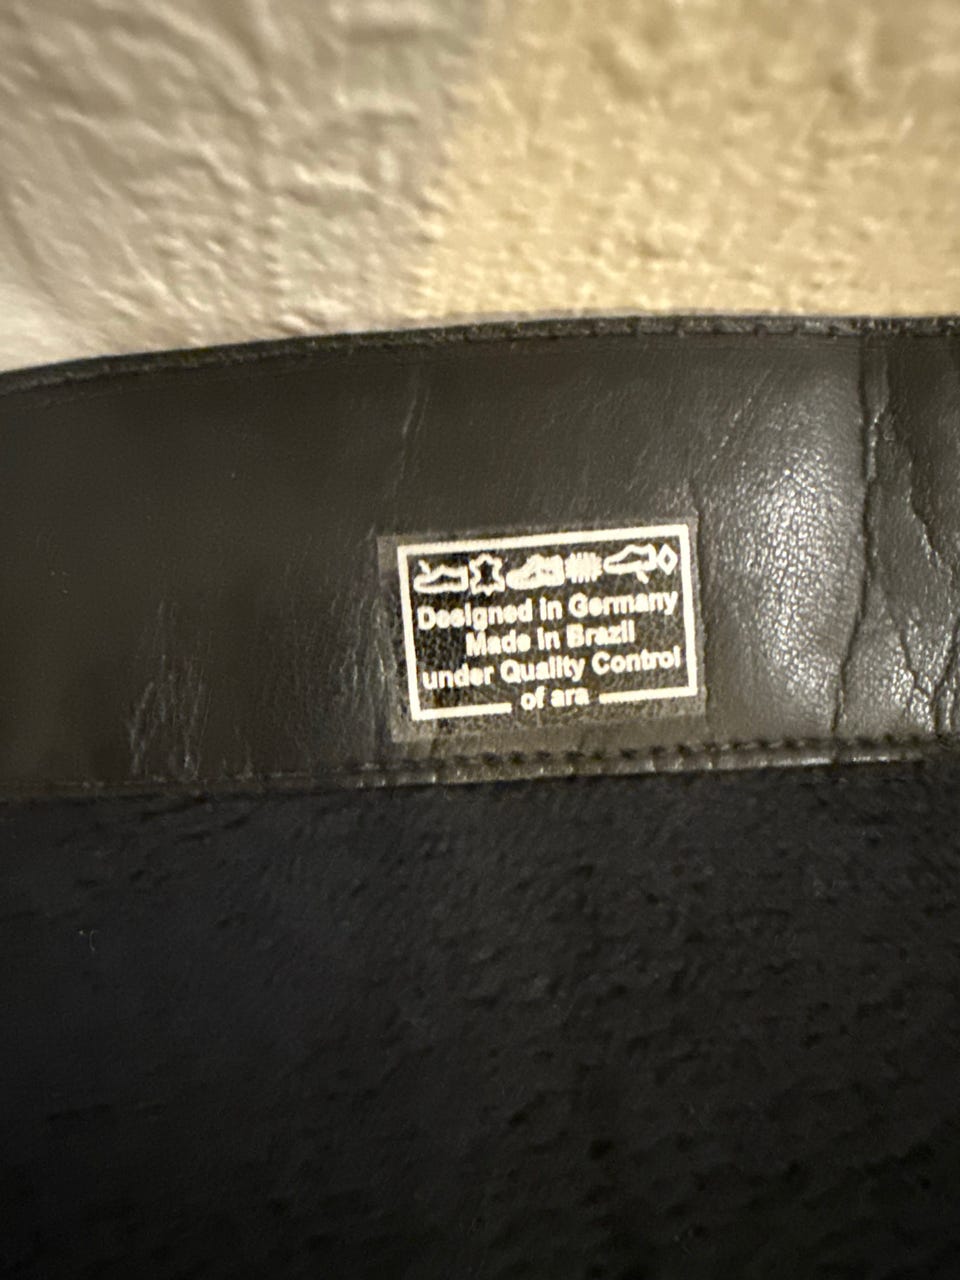 Designed in Germany
Made in Brazil
under Quality Control
of ara